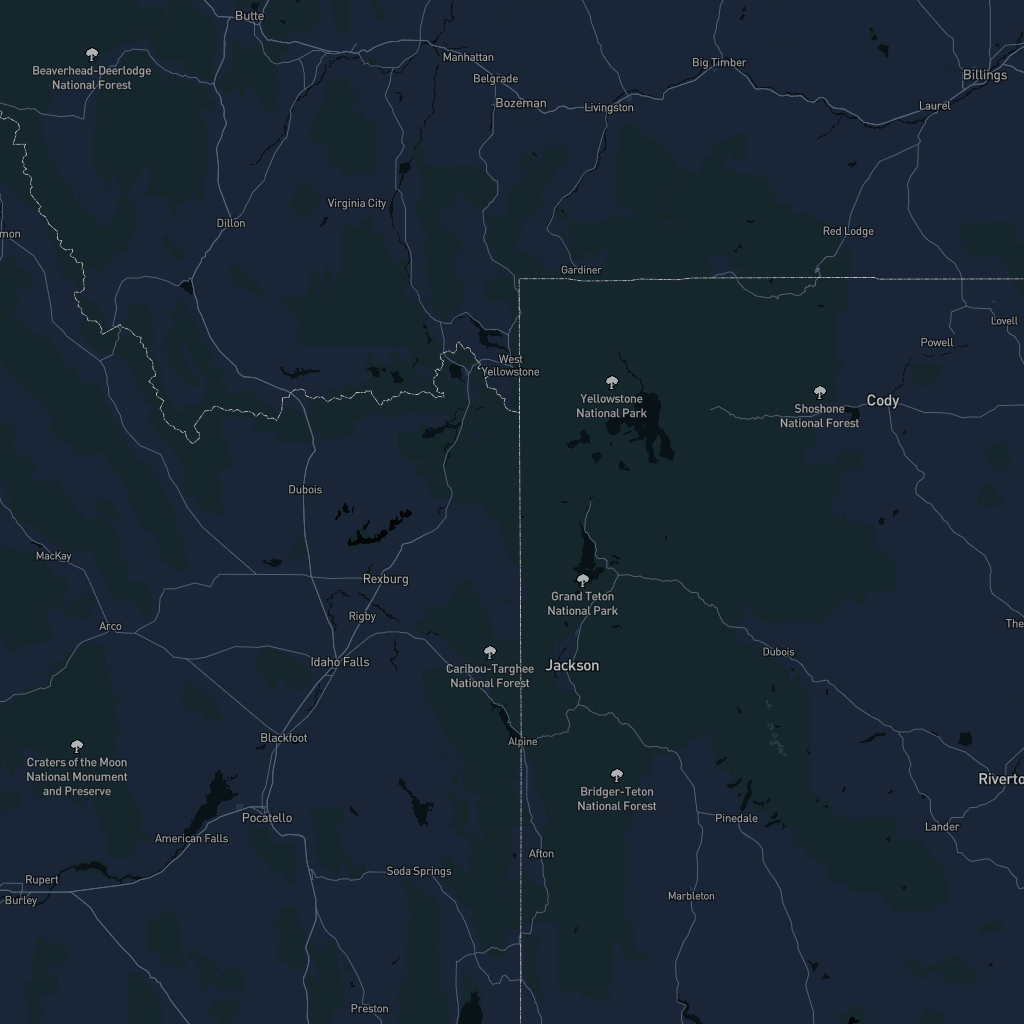 Butte
Manhattan
Big Timber
Beaverhead-Deerlodge
National Forest
Belgrade
Billings
Bozeman
Livingston
Laurel
Virginia City
Dillon
mon
Red Lodge
Gardiner
Lovell
Powell
West
Yellowstone
Yellowstone
National Park
Shoshone
National Forest
Cody
Dubois
MacKay
Rexburg
Grand Teton
National Park
Rigby
Arco
The
Idaho Falls
Caribou-Targhee
National Forest
Jackson
Dubois
Blackfoot
Alpine
Craters of the Moon
National Monument
and Preserve
Riverto
Bridger-Teton
National Forest
Pocatello
Pinedale
Lander
American Falls
Afton
Soda Springs
Rupert
Marbleton
Burley
Preston